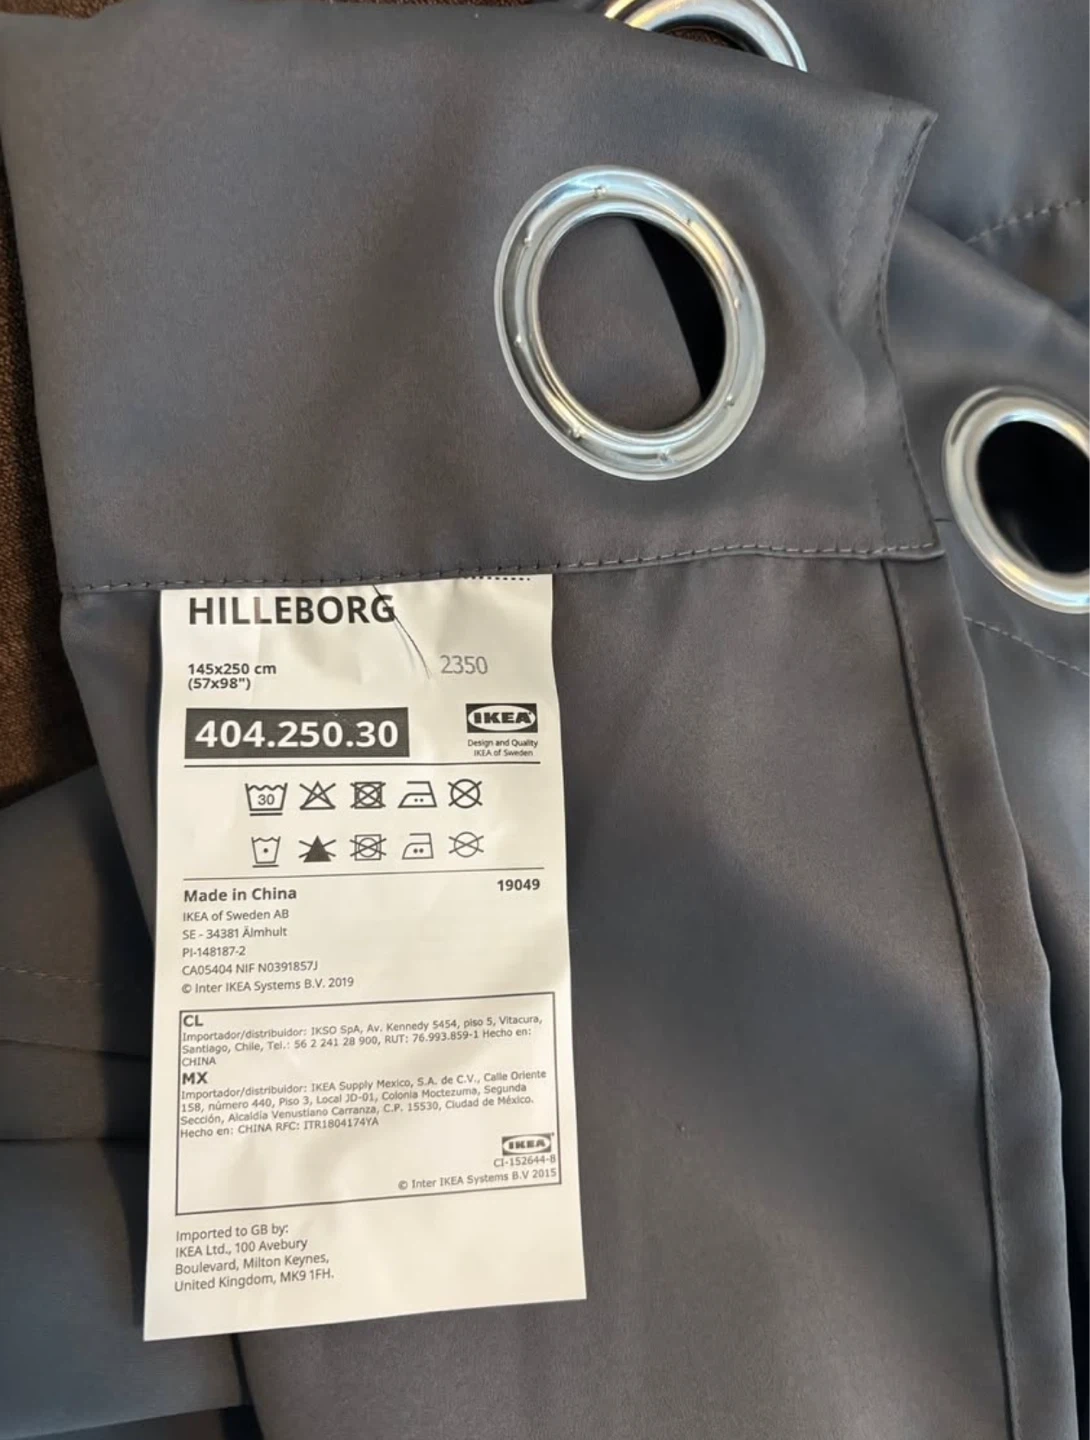 HILLEBORG
145x250 cm
(57x98")
2350
404.250.30
IKEA
Design and Quality
IKEA of Sweden
30
Made in China
19049
IKEA of Sweden AB
SE - 34381 Älmhult
PI-148187-2
CA05404 NIF N0391857J
© Inter IKEA Systems B.V. 2019
CL
Importador/distribuidor: IKSO SpA, Av. Kennedy 5454, piso 5, Vitacura,
Santiago, Chile, Tel.: 56 2 241 28 900, RUT: 76.993.859-1 Hecho en:
CHINA
MX
Importador/distribuidor: IKEA Supply Mexico, S.A. de C.V., Calle Oriente
158, número 440, Piso 3, Local JD-01, Colonia Moctezuma, Segunda
Sección, Alcaldía Venustiano Carranza, C.P. 15530, Ciudad de México.
Hecho en: CHINA RFC: ITR1804174YA
IKEA
CI-152644-8
© Inter IKEA Systems B.V 2015
Imported to GB by:
IKEA Ltd., 100 Avebury
Boulevard, Milton Keynes,
United Kingdom, MK9 1FH.